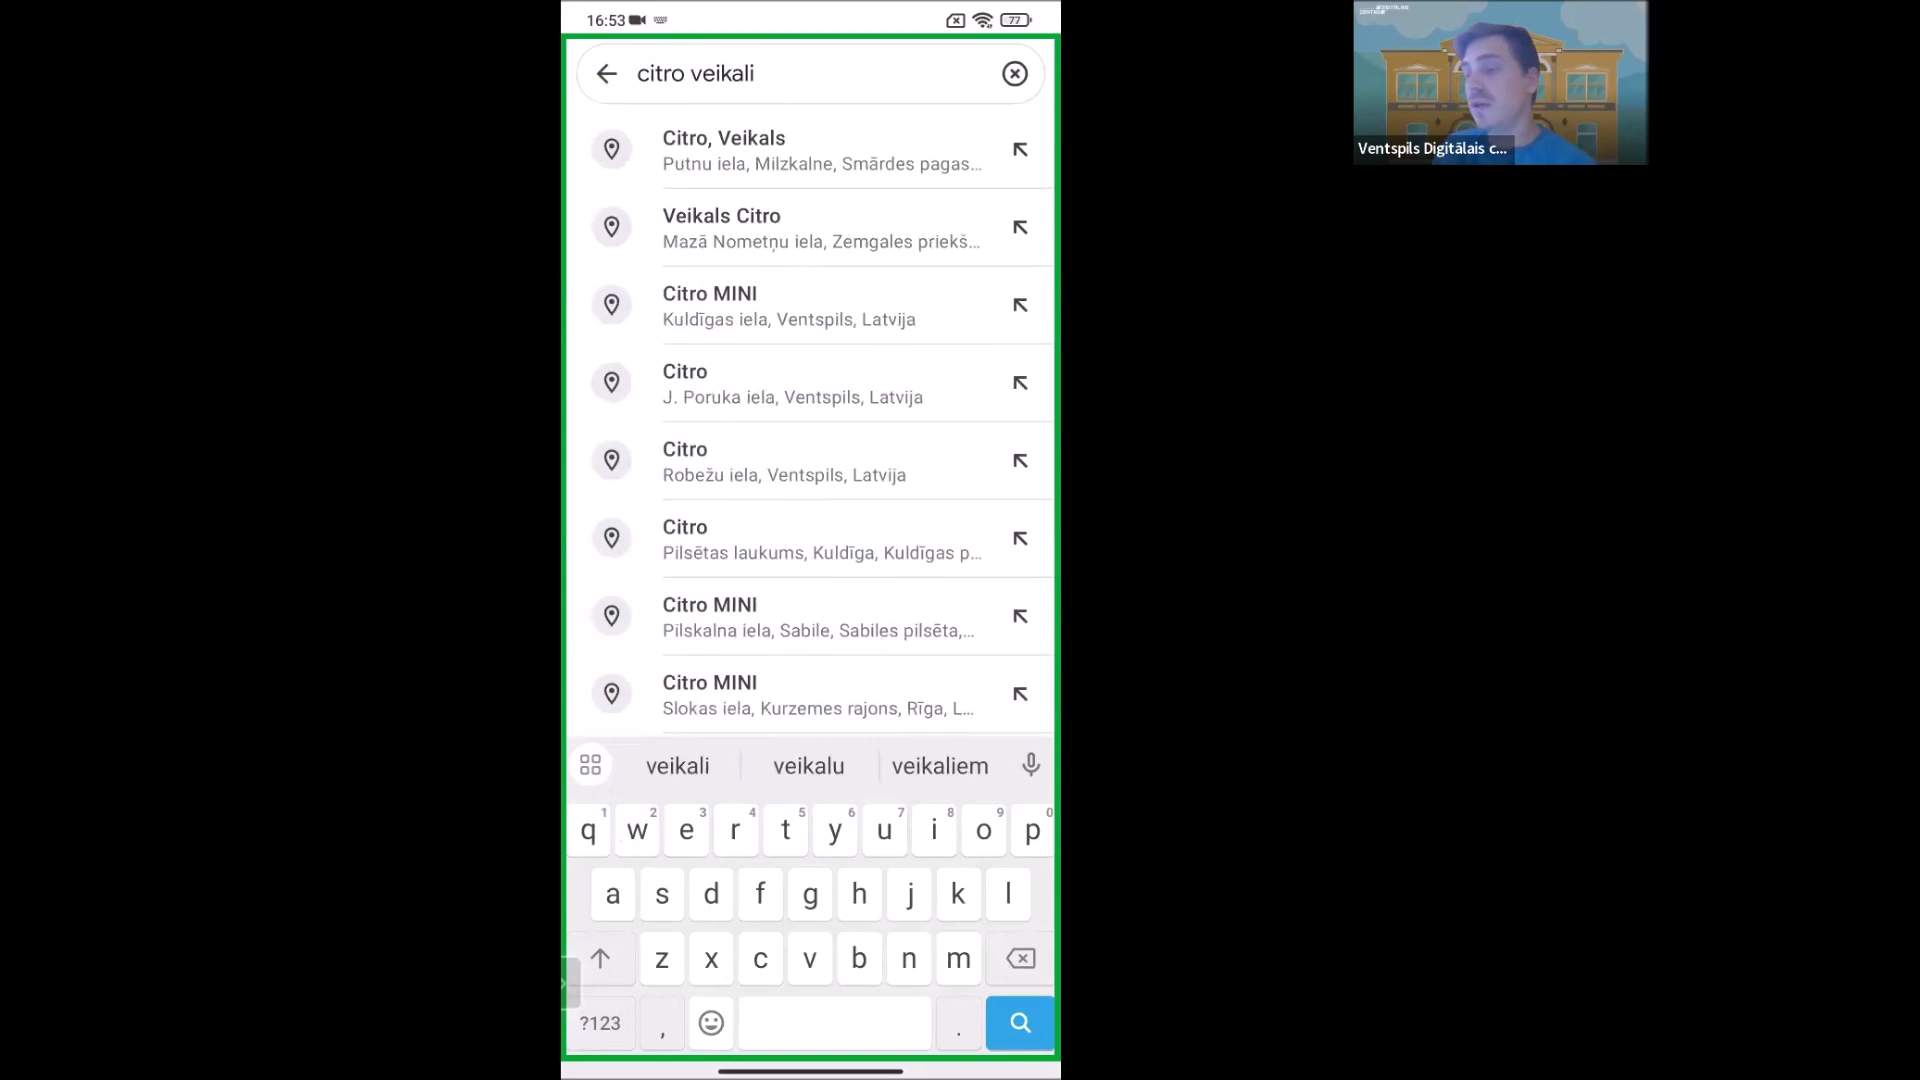 16:53
77
citro veikali
Citro, Veikals
Putnu iela, Milzkalne, Smārdes pagas...
Veikals Citro
Mazā Nometņu iela, Zemgales priekš...
Citro MINI
Kuldīgas iela, Ventspils, Latvija
Citro
J. Poruka iela, Ventspils, Latvija
Citro
Robežu iela, Ventspils, Latvija
Citro
Pilsētas laukums, Kuldīga, Kuldīgas p...
Citro MINI
Pilskalna iela, Sabile, Sabiles pilsēta,...
Citro MINI
Slokas iela, Kurzemes rajons, Rīga, L...
veikali veikalu veikaliem
1 2 3 4 5 6 7 8 9 0
q w e r t y u i o p
a s d f g h j k l
z x c v b n m
?123 , .
Ventspils Digitālais c...